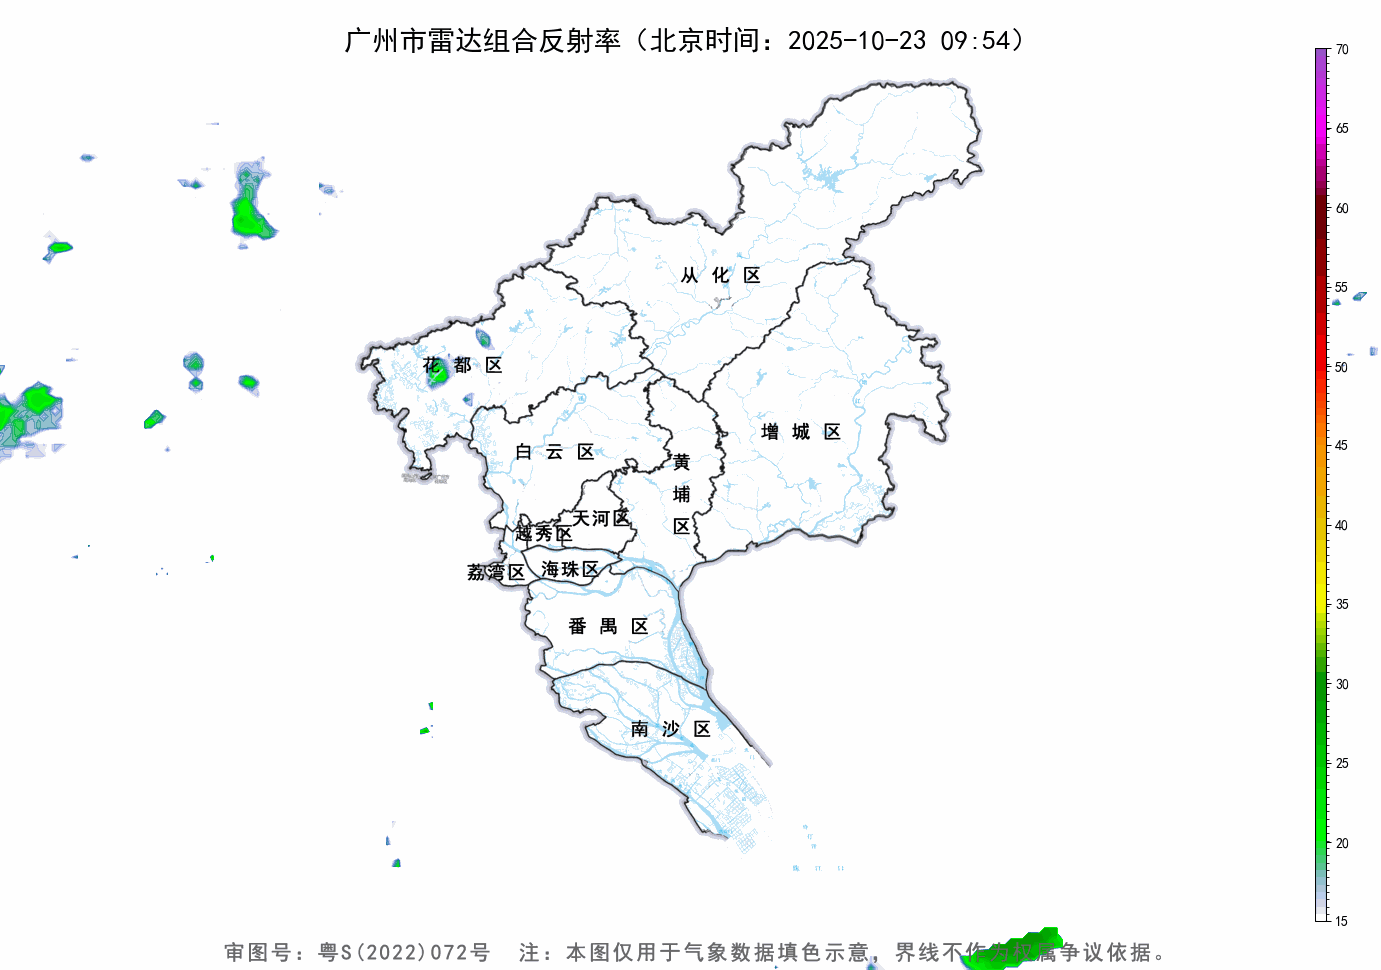 广州市雷达组合反射率（北京时间：2025-10-23 09:54）
70
65
60
55
50
45
40
35
30
25
20
15
从化区
花都区
增城区
白云区
黄埔区
天河区
越秀区
荔湾区
海珠区
番禺区
南沙区
审图号：粤S(2022)072号 注：本图仅用于气象数据填色示意，界线不作为权属争议依据。